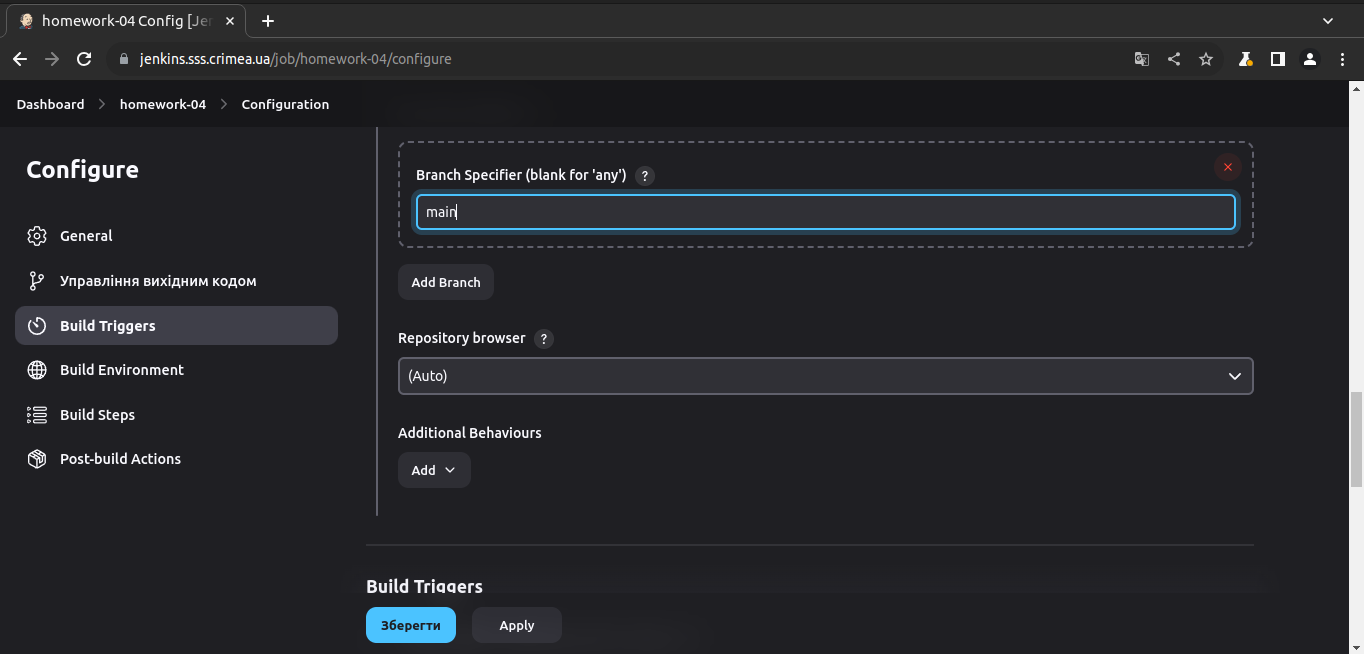 homework-04 Config [Jer
jenkins.sss.crimea.ua/job/homework-04/configure
Dashboard > homework-04 > Configuration
Configure
General
Управління вихідним кодом
Build Triggers
Build Environment
Build Steps
Post-build Actions
Branch Specifier (blank for 'any') ?
main
Add Branch
Repository browser ?
(Auto)
Additional Behaviours
Add
Build Triggers
Зберегти
Apply